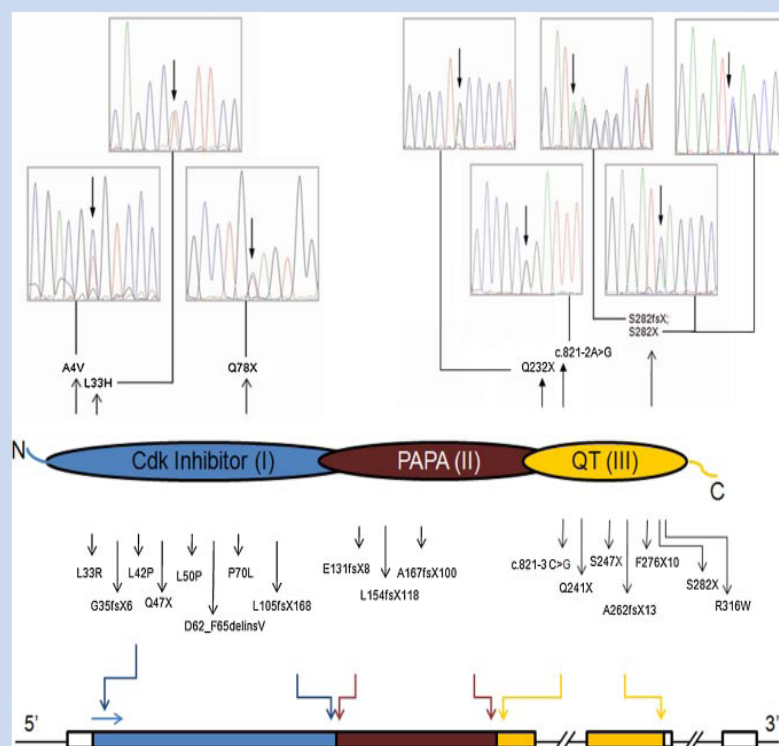 S282fsX;
S282X
A4V
L33H
Q78X
Q232X
c.821-2A>G
N
Cdk Inhibitor (I)
PAPA (II)
QT (III)
C
L33R
L42P
L50P
P70L
E131fsX8
A167fsX100
c.821-3 C>G
S247X
F276X10
G35fsX6
Q47X
L105fsX168
L154fsX118
Q241X
S282X
D62_F65delinsV
A262fsX13
R316W
5’
3’